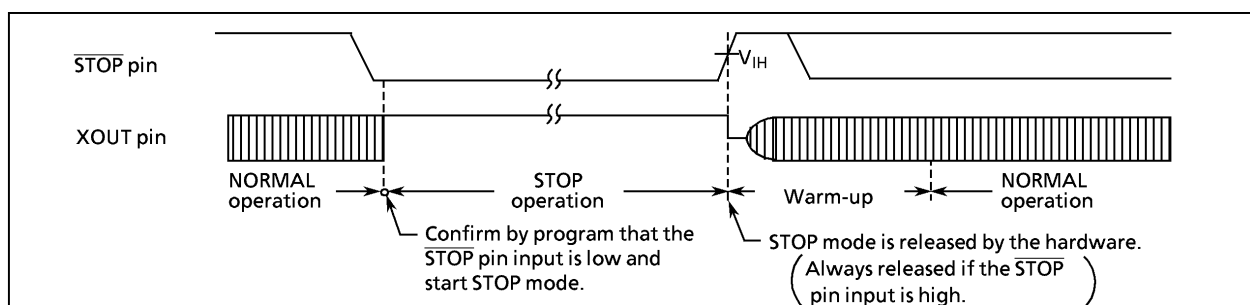 STOP pin
VIH
XOUT pin
NORMAL
operation
STOP
operation
Warm-up
NORMAL
operation
Confirm by program that the
STOP pin input is low and
start STOP mode.
STOP mode is released by the hardware.
(Always released if the STOP
pin input is high. )